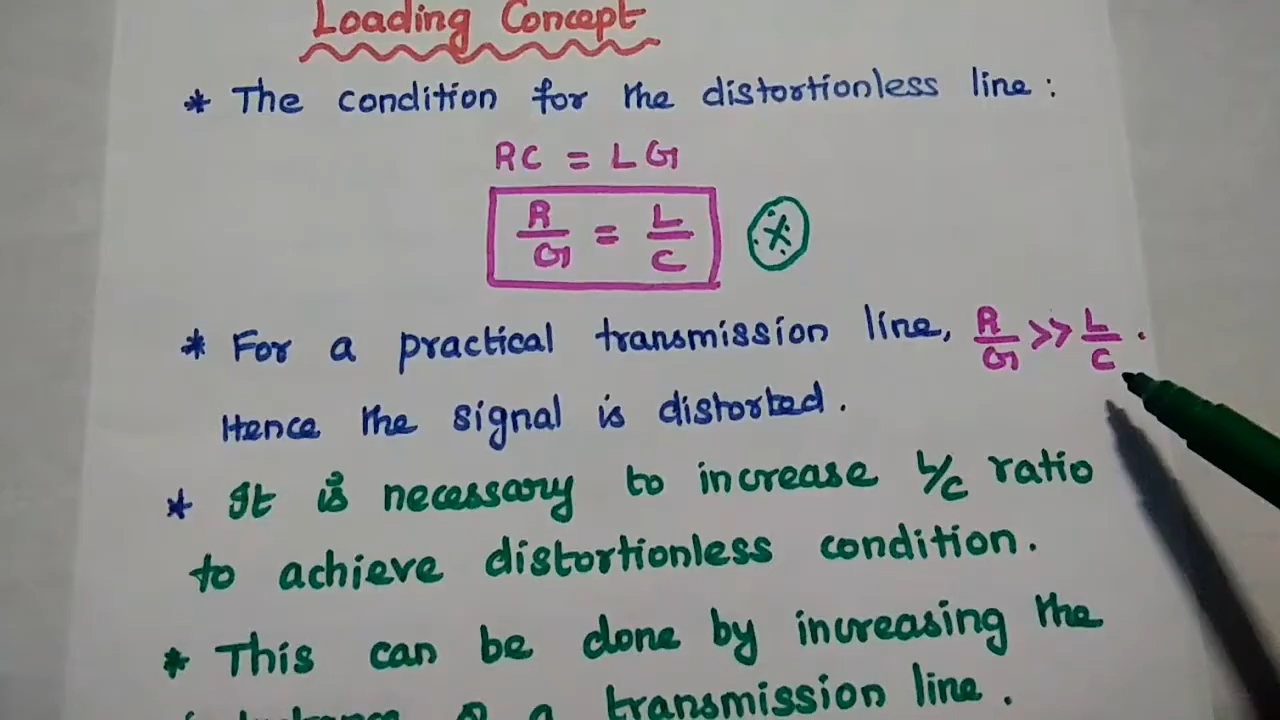 Loading Concept
* The condition for the distortionless line:
RC = LG
R/G = L/C (*)
* For a practical transmission line, R/G >> L/C.
Hence the signal is distorted.
* It is necessary to increase L/C ratio
to achieve distortionless condition.
* This can be done by increasing the
a transmission line.